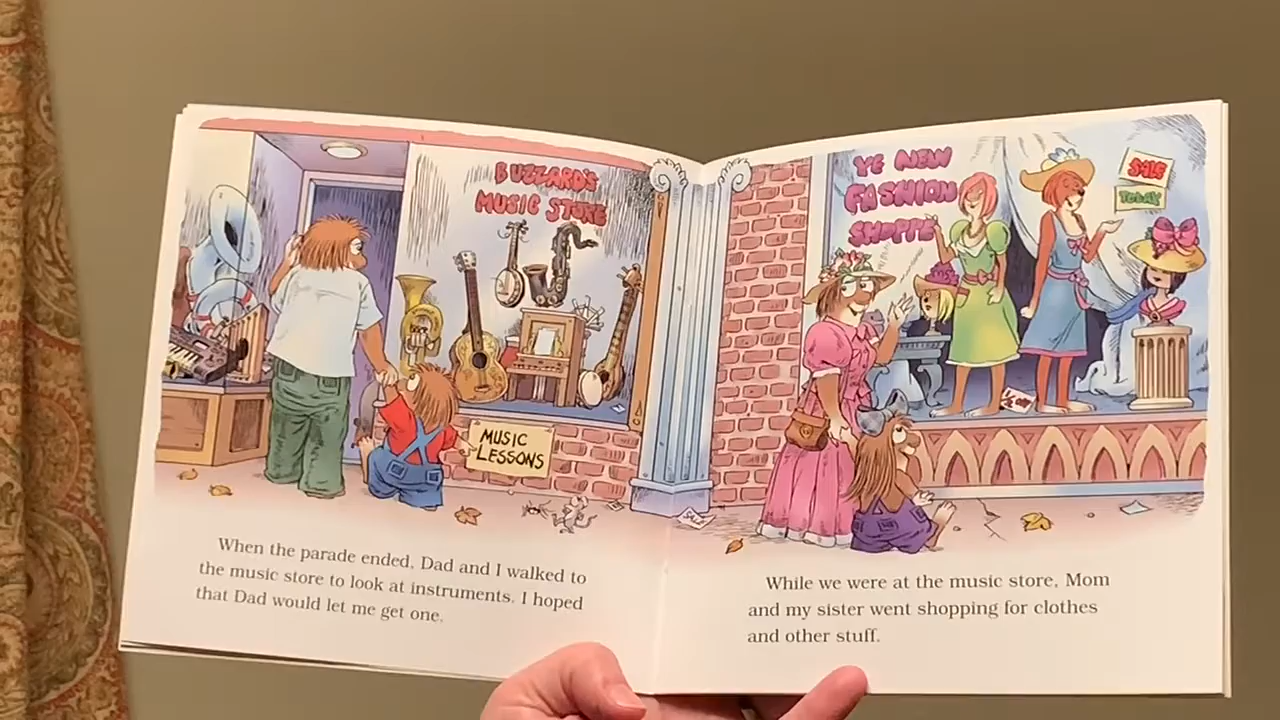 BUZZARD'S
MUSIC STORE
MUSIC
LESSONS
When the parade ended, Dad and I walked to
the music store to look at instruments. I hoped
that Dad would let me get one.
YE NEW
FASHION
SHOPPE
SALE
TODAY
While we were at the music store, Mom
and my sister went shopping for clothes
and other stuff.